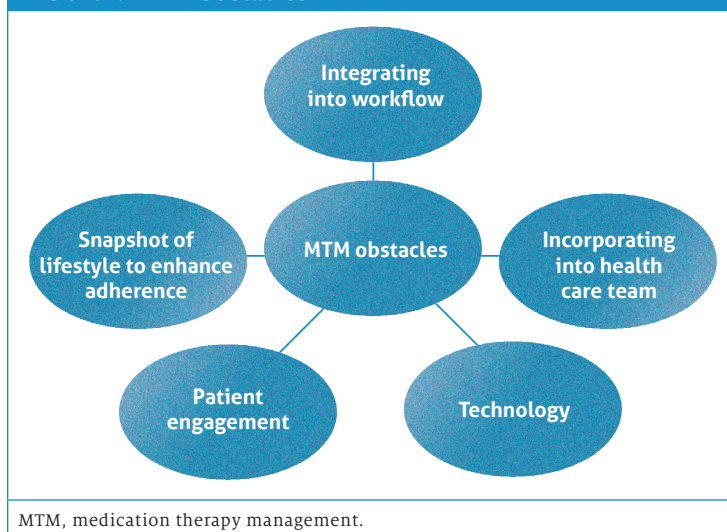 Integrating
into workflow
Snapshot of
lifestyle to enhance
adherence
MTM obstacles
Incorporating
into health
care team
Patient
engagement
Technology
MTM, medication therapy management.